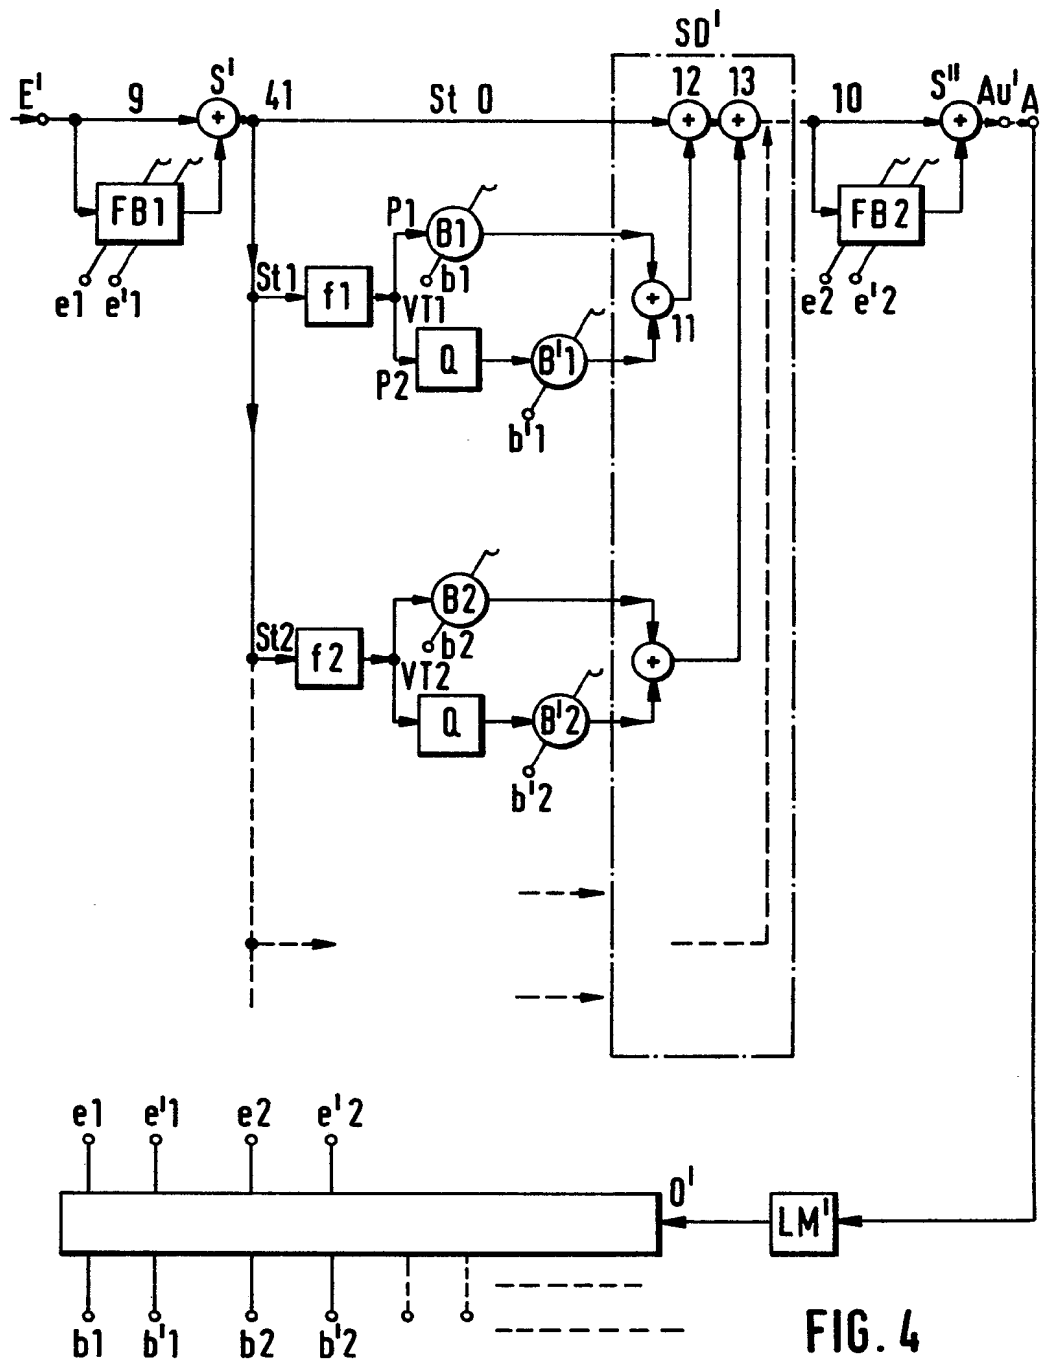 SD'
E' 9 S' 41 St 0 12 13 10 S" Au' A
+ + + +
FB1 P1 B1 FB2
e1 e'1 b1 e2 e'2
St1 f1 VT1 + 11
P2 Q B'1
b'1
B2
St2 f2 b2 +
VT2
Q B'2
b'2
e1 e'1 e2 e'2
O'
LM'
b1 b'1 b2 b'2
FIG. 4